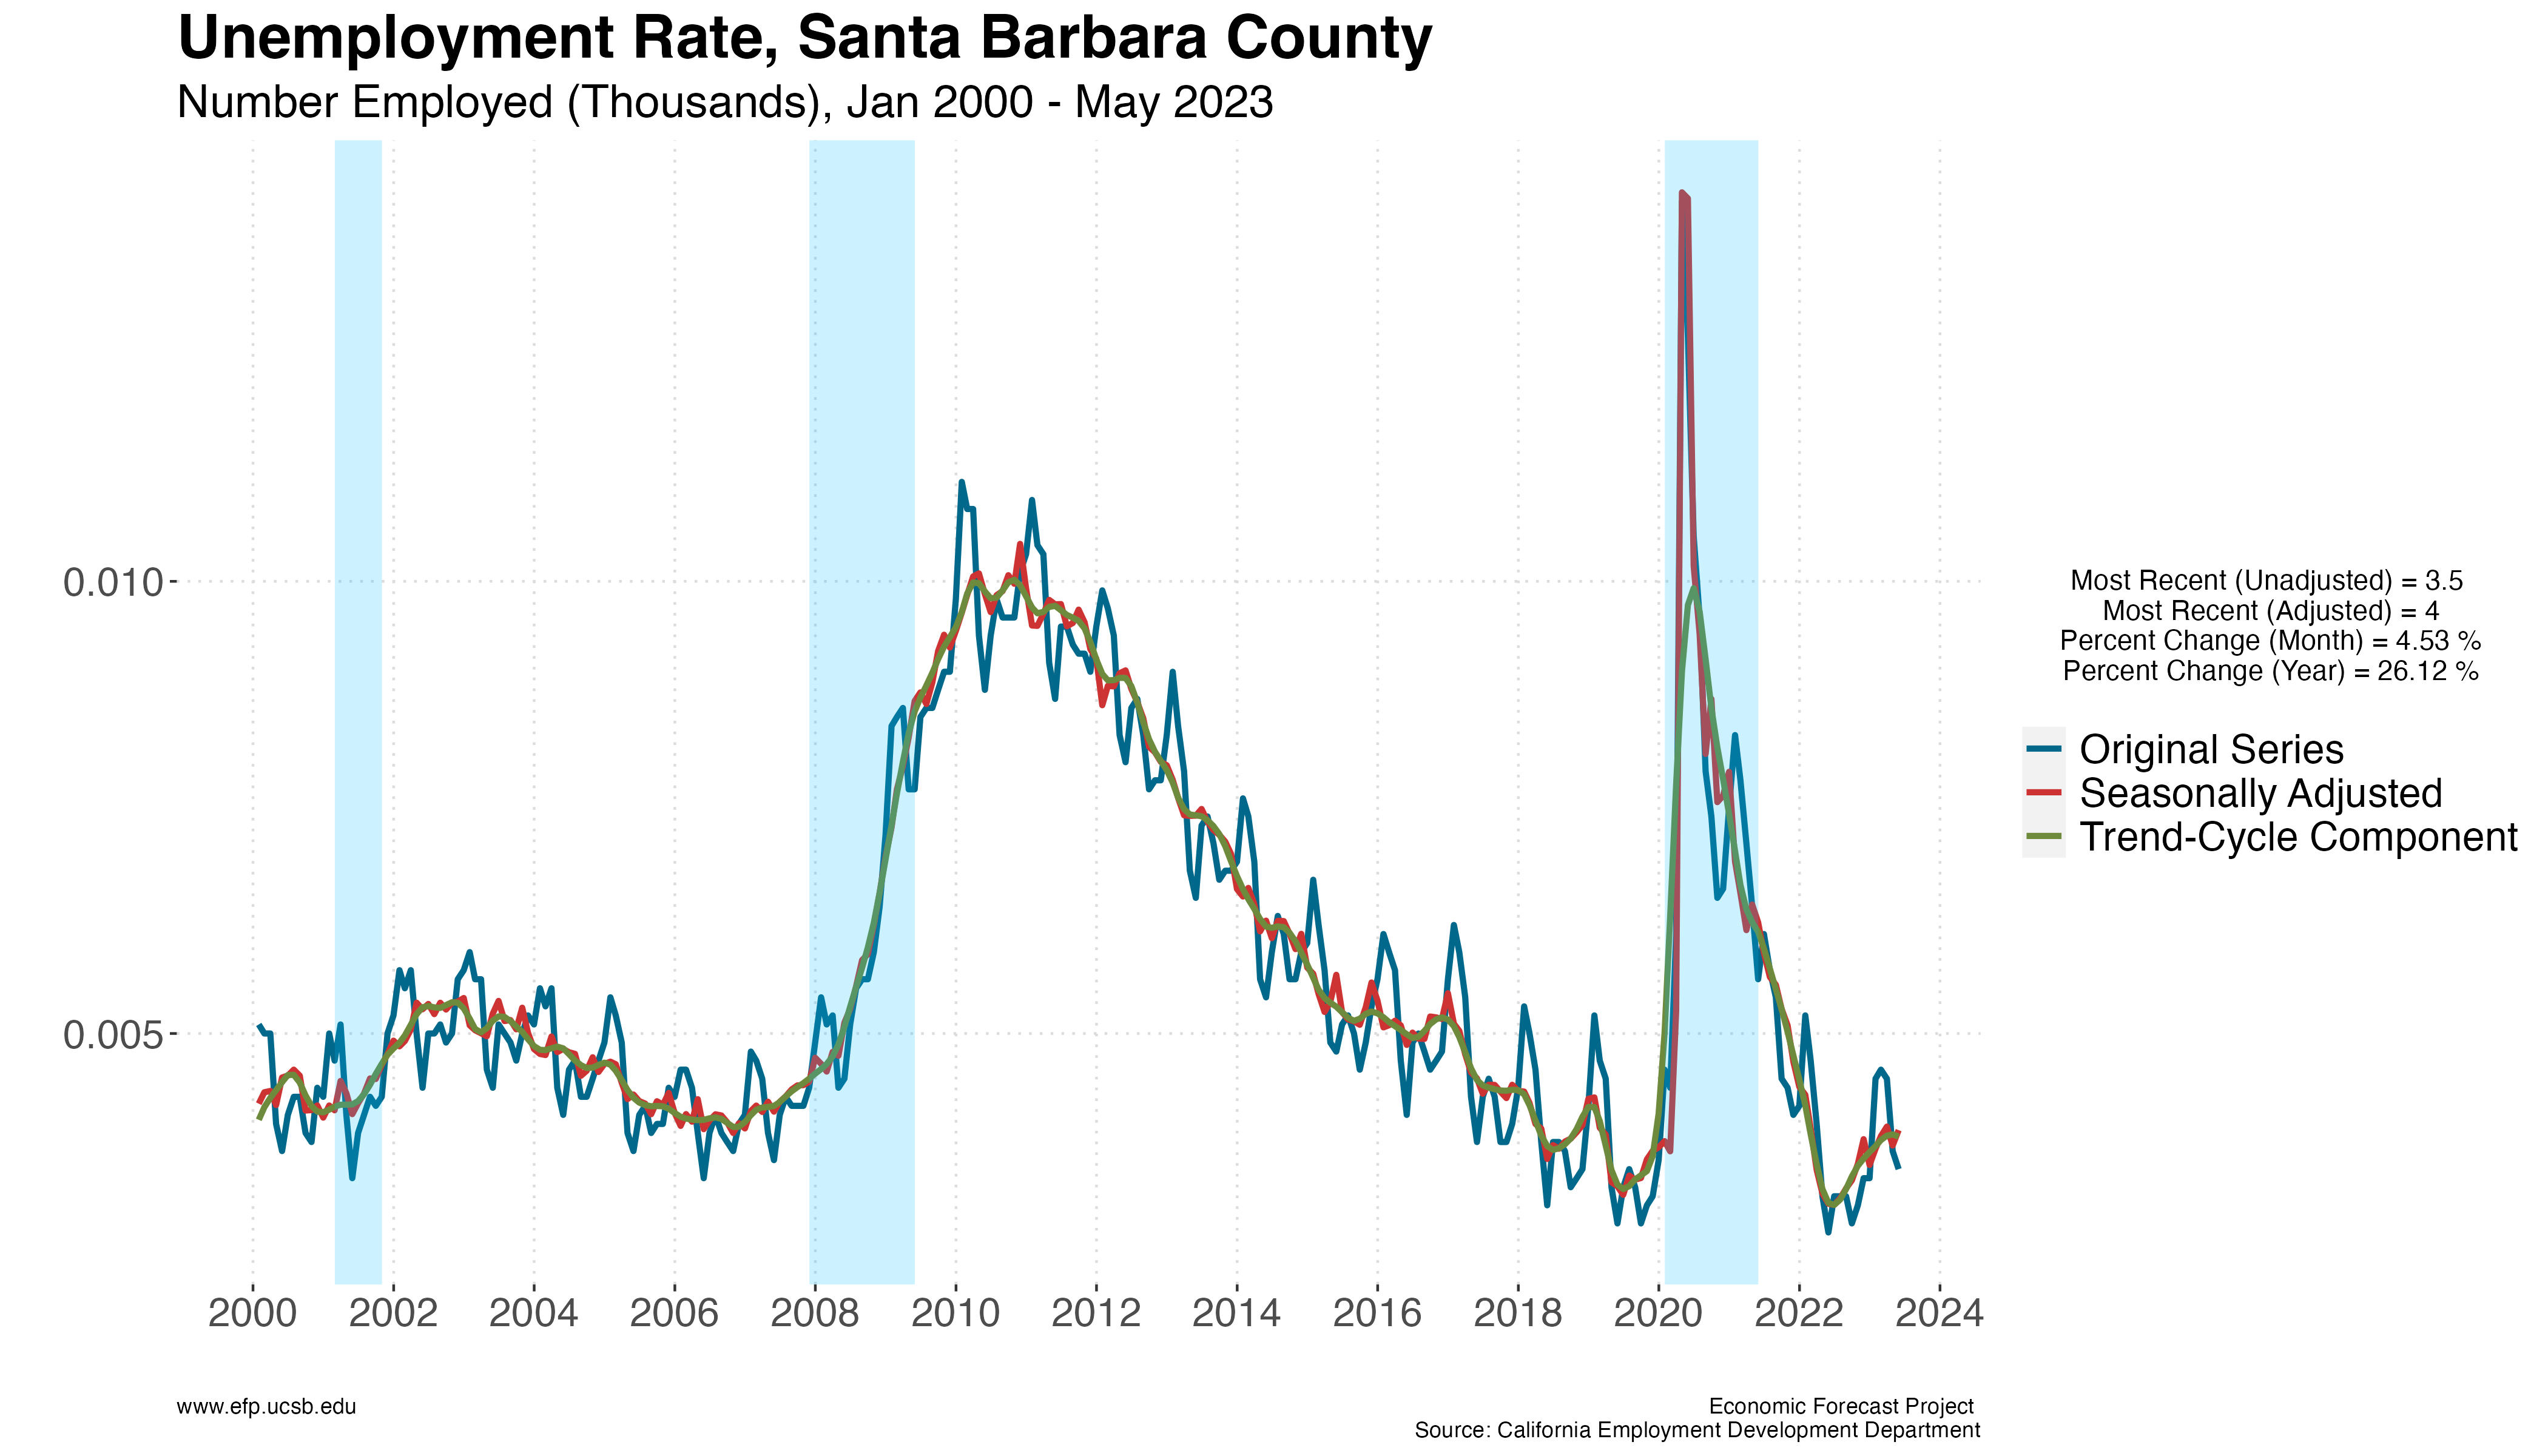 Unemployment Rate, Santa Barbara County
Number Employed (Thousands), Jan 2000 - May 2023
0.010
0.005
2000 2002 2004 2006 2008 2010 2012 2014 2016 2018 2020 2022 2024
Most Recent (Unadjusted) = 3.5
Most Recent (Adjusted) = 4
Percent Change (Month) = 4.53 %
Percent Change (Year) = 26.12 %
Original Series
Seasonally Adjusted
Trend-Cycle Component
www.efp.ucsb.edu
Economic Forecast Project
Source: California Employment Development Department